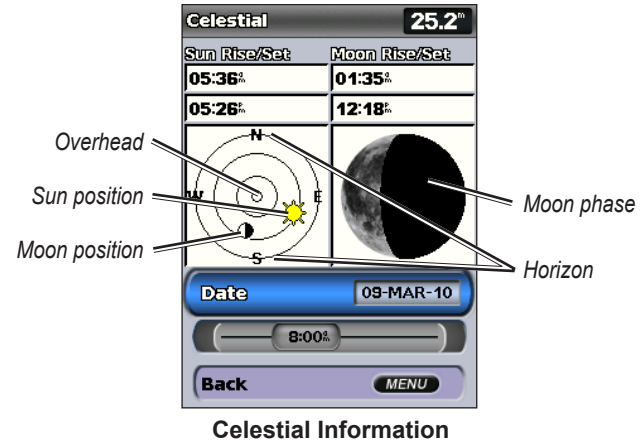 Celestial 25.2m
Sun Rise/Set Moon Rise/Set
05:36AM 01:35AM
05:26PM 12:18PM
N
W E
S
Overhead
Sun position
Moon position
Moon phase
Horizon
Date 09-MAR-10
8:00AM
Back MENU
Celestial Information